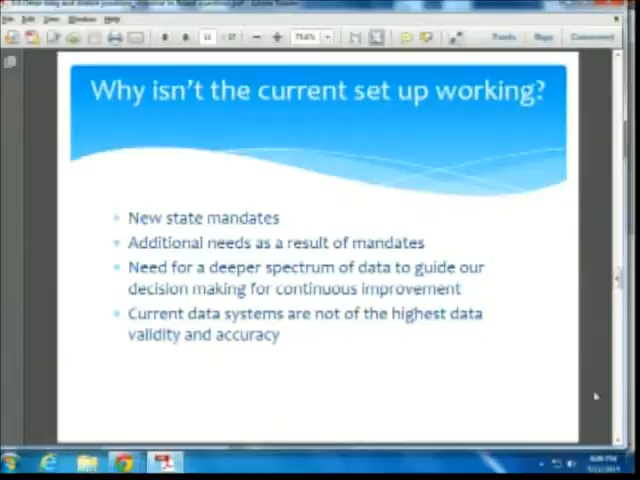 Why isn't the current set up working?
New state mandates
Additional needs as a result of mandates
Need for a deeper spectrum of data to guide our
decision making for continuous improvement
Current data systems are not of the highest data
validity and accuracy